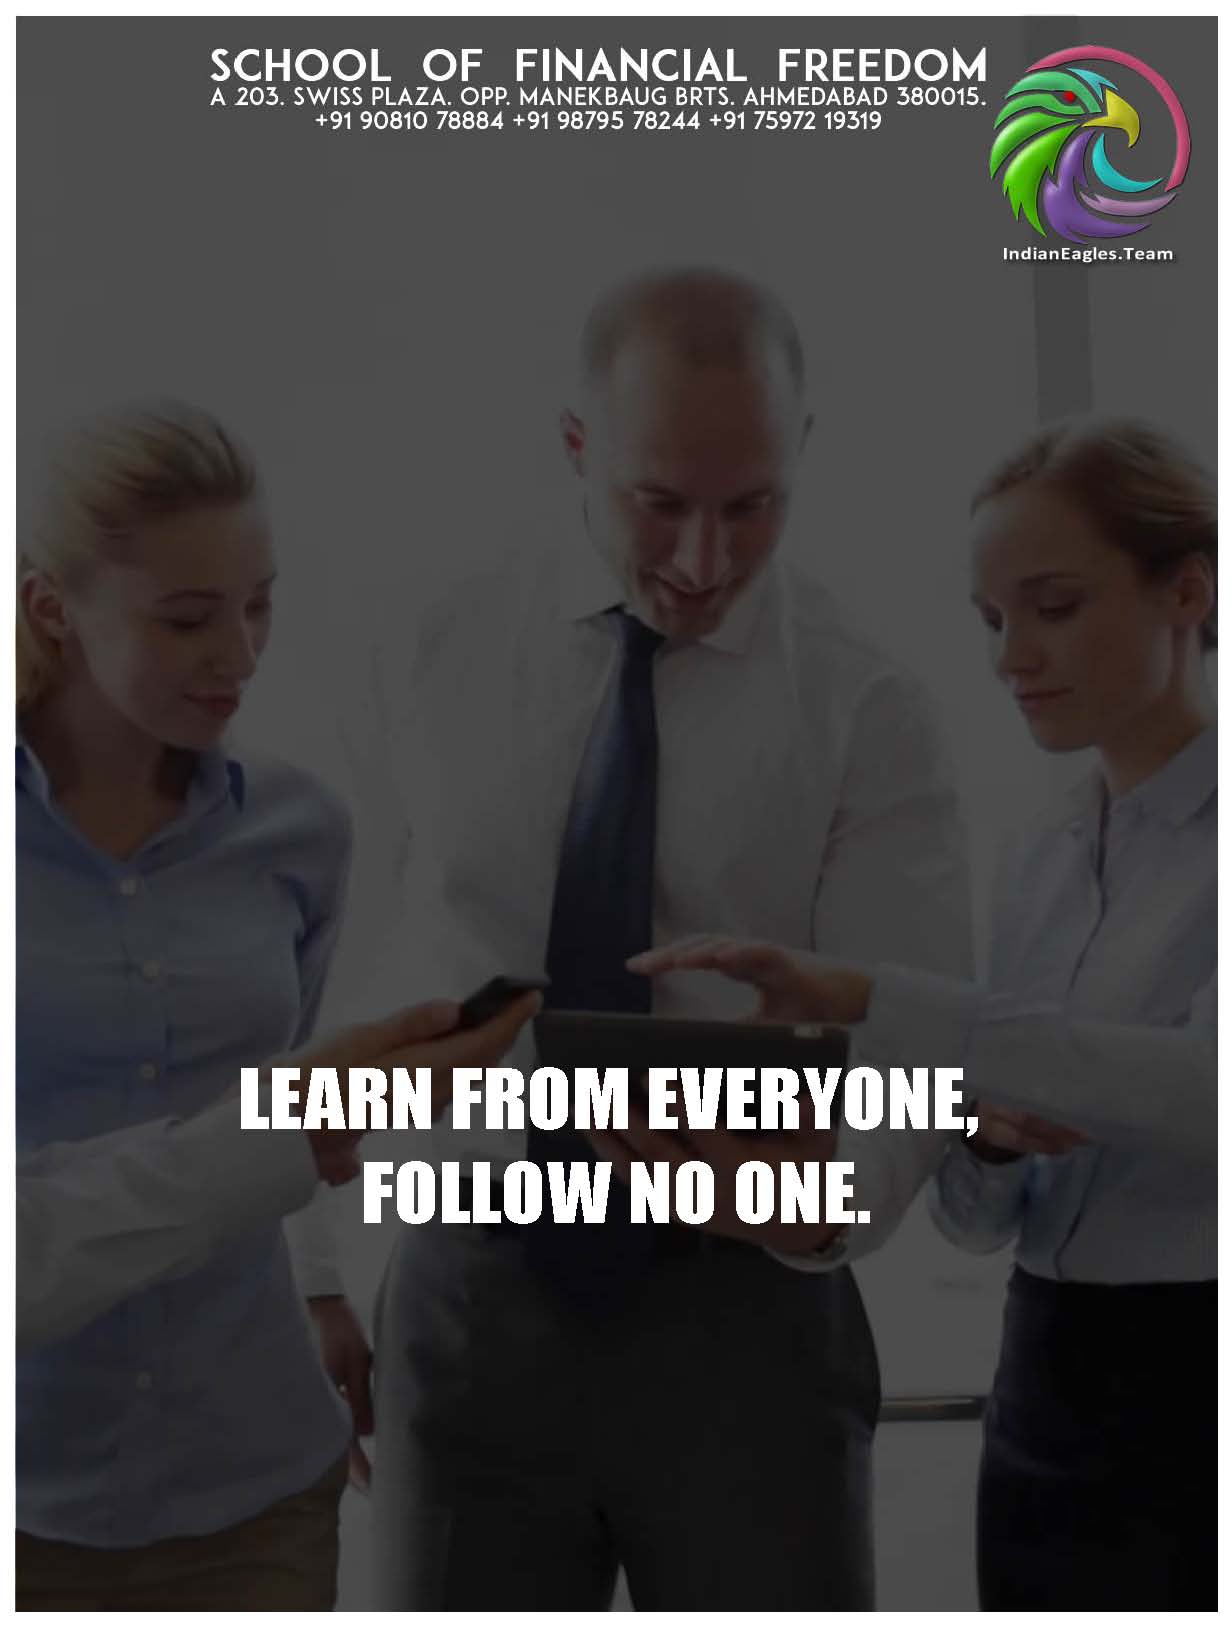 SCHOOL OF FINANCIAL FREEDOM
A 203. SWISS PLAZA. OPP. MANEKBAUG BRTS. AHMEDABAD 380015.
+91 90810 78884 +91 98795 78244 +91 75972 19319
IndianEagles.Team
LEARN FROM EVERYONE,
FOLLOW NO ONE.